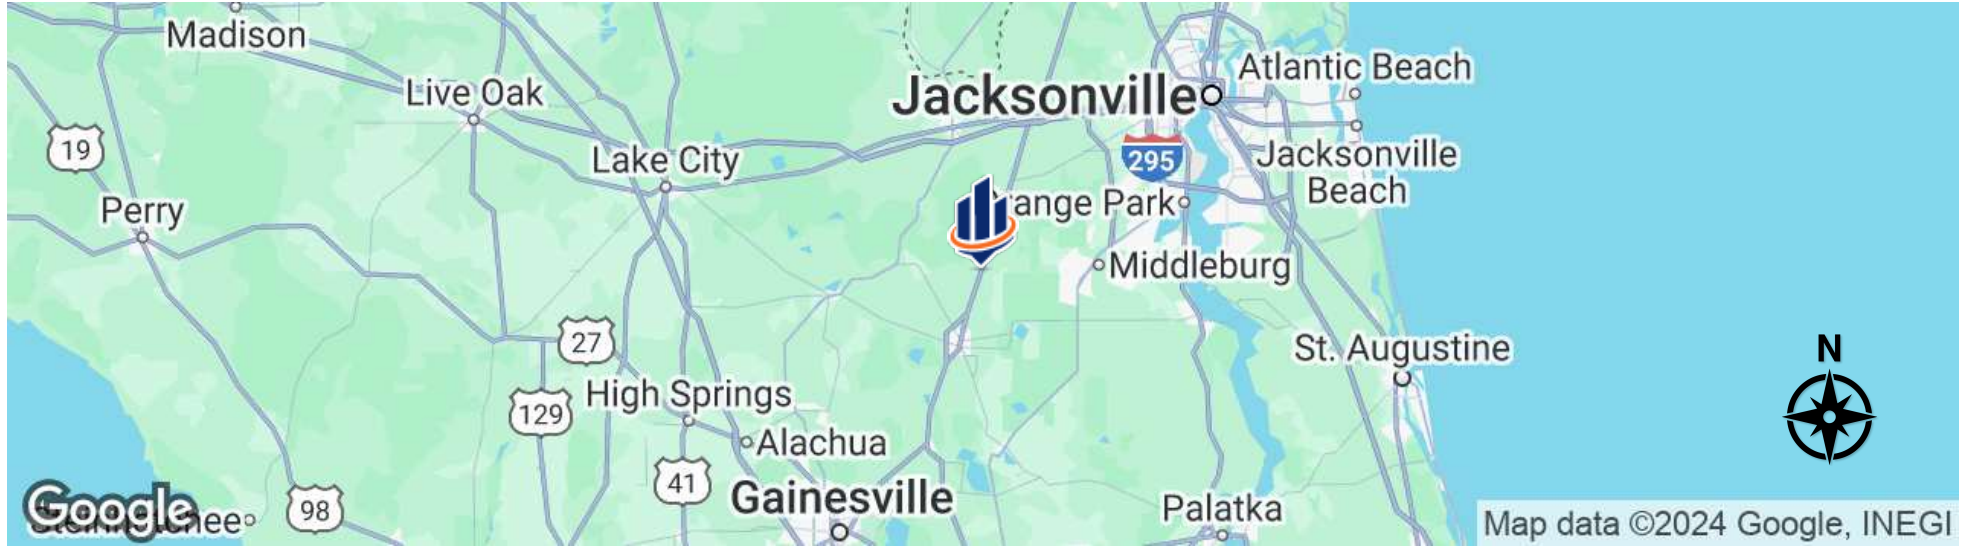 Madison
Atlantic Beach
Live Oak
Jacksonville
19
Lake City
295
Jacksonville
Beach
Perry
range Park
Middleburg
27
St. Augustine
N
High Springs
129
Alachua
41
Gainesville
Google
98
Palatka
Map data ©2024 Google, INEGI